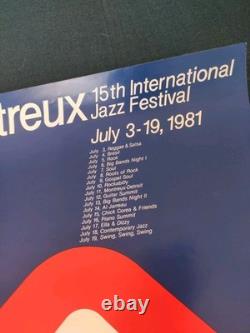 treux 15th International
Jazz Festival
July 3-19, 1981
July 3, Reggae & Salsa
July 4, Brasil
July 5, Rock
July 6, Big Bands Night I
July 7, Soul
July 8, Roots of Rock
July 9, Gospel Soul
July 10, Rockabilly
July 11, Montreux-Detroit
July 12, Guitar Summit
July 13, Big Bands Night II
July 14, Al Jarreau
July 15, Chick Corea & Friends
July 16, Piano Summit
July 17, Ella & Dizzy
July 18, Contemporary Jazz
July 19, Swing, Swing, Swing
© 122art.com